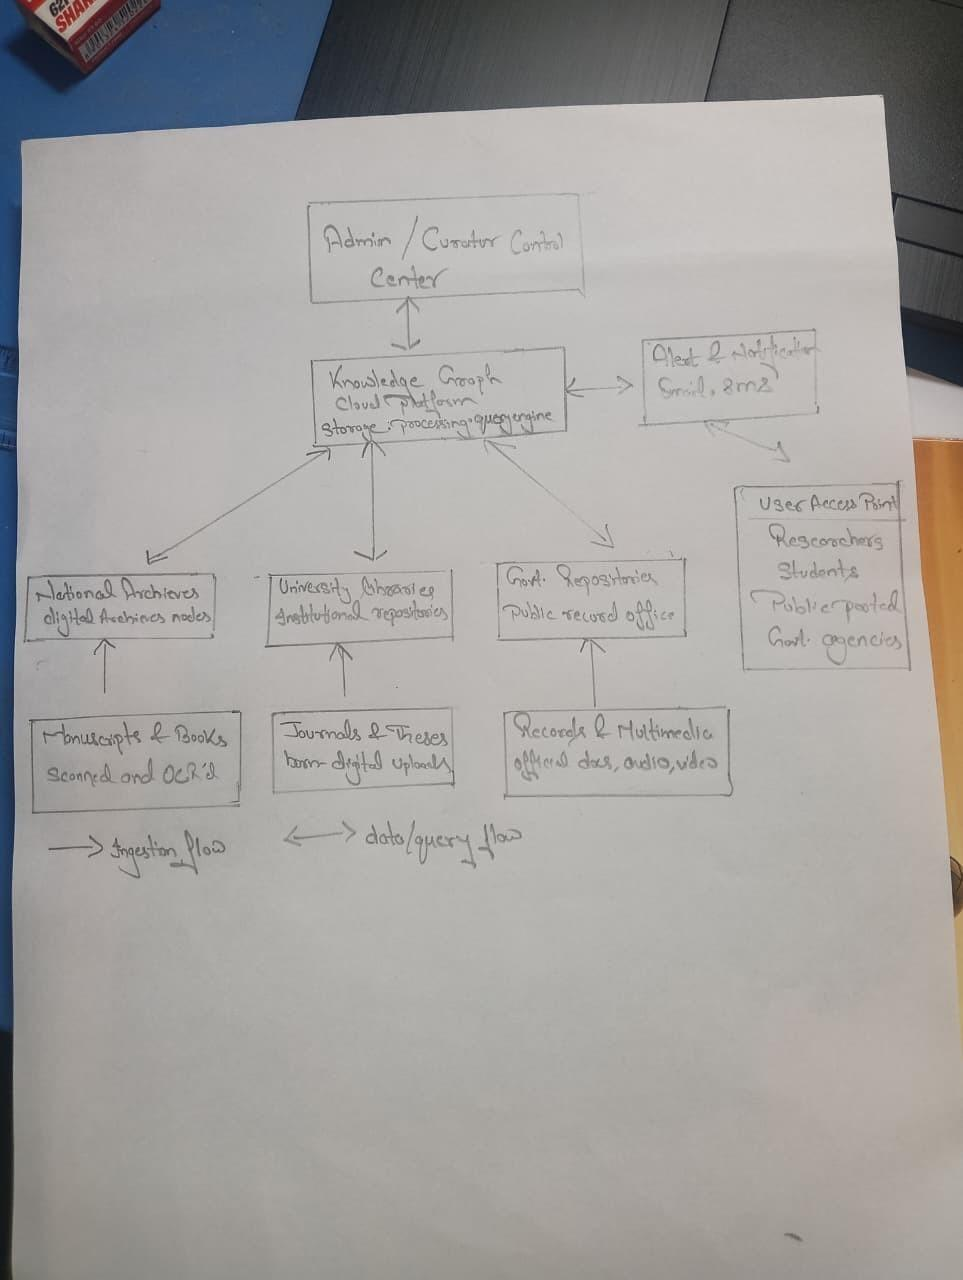 SHAR
Admin / Curator Control
Center
Knowledge Graph
Cloud Platform
Storage · processing · query engine
Alert & Notification
Email, SMS
User Access Point
Researchers
Students
Public
Govt. agencies
National Archieves
digital Archieves nodes
University libraries
Institutional repositories
Govt. Repositories
Public record office
Manuscripts & Books
Scanned and OCR'd
Journals & Theses
born digital uploads
Records & Multimedia
official docs, audio, video
Ingestion flow
data/query flow